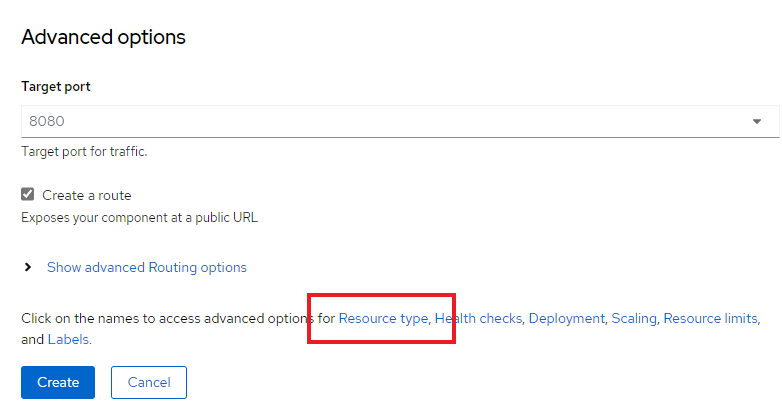 Advanced options
Target port
8080
Target port for traffic.
Create a route
Exposes your component at a public URL
Show advanced Routing options
Click on the names to access advanced options for Resource type, Health checks, Deployment, Scaling, Resource limits,
and Labels.
Create Cancel